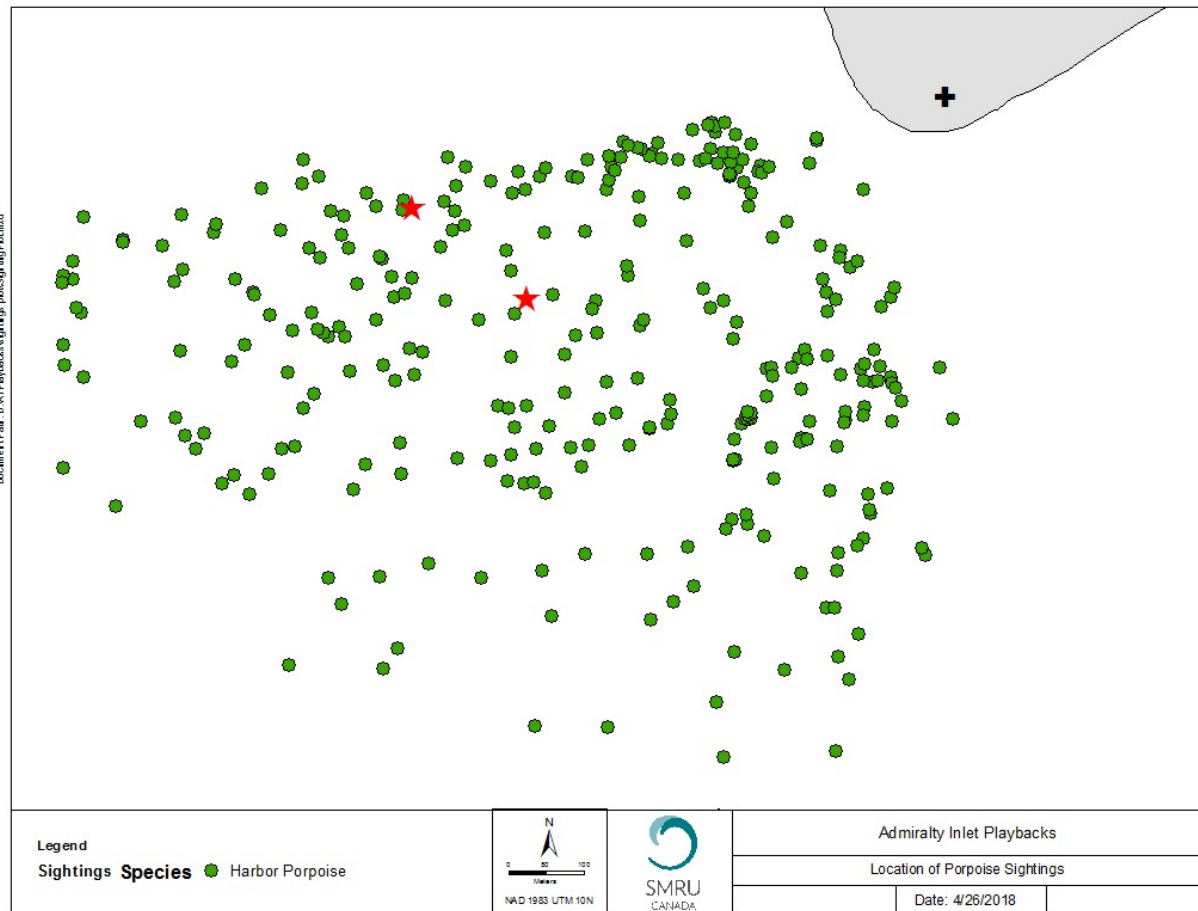 Legend
Sightings Species Harbor Porpoise
N
0 50 100
Meters
NAD 1983 UTM 10N
SMRU
CANADA
Admiralty Inlet Playbacks
Location of Porpoise Sightings
Date: 4/26/2018